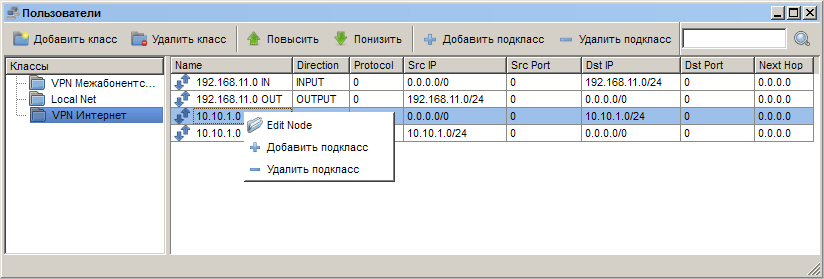 Пользователи
Добавить класс Удалить класс Повысить Понизить Добавить подкласс Удалить подкласс
Классы
VPN Межабонентс...
Local Net
VPN Интернет
Name Direction Protocol Src IP Src Port Dst IP Dst Port Next Hop
192.168.11.0 IN INPUT 0 0.0.0.0/0 0 192.168.11.0/24 0 0.0.0.0
192.168.11.0 OUT OUTPUT 0 192.168.11.0/24 0 0.0.0.0/0 0 0.0.0.0
10.10.1.0 0.0.0.0/0 0 10.10.1.0/24 0 0.0.0.0
10.10.1.0 10.10.1.0/24 0 0.0.0.0/0 0 0.0.0.0
Edit Node
Добавить подкласс
Удалить подкласс